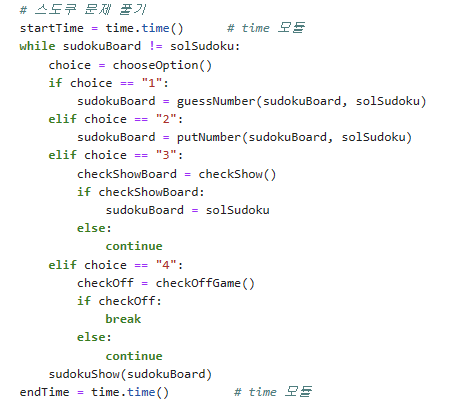 # 스도쿠 문제 풀기
startTime = time.time()      # time 모듈
while sudokuBoard != solSudoku:
    choice = chooseOption()
    if choice == "1":
        sudokuBoard = guessNumber(sudokuBoard, solSudoku)
    elif choice == "2":
        sudokuBoard = putNumber(sudokuBoard, solSudoku)
    elif choice == "3":
        checkShowBoard = checkShow()
        if checkShowBoard:
            sudokuBoard = solSudoku
        else:
            continue
    elif choice == "4":
        checkOff = checkOffGame()
        if checkOff:
            break
        else:
            continue
    sudokuShow(sudokuBoard)
endTime = time.time()         # time 모듈